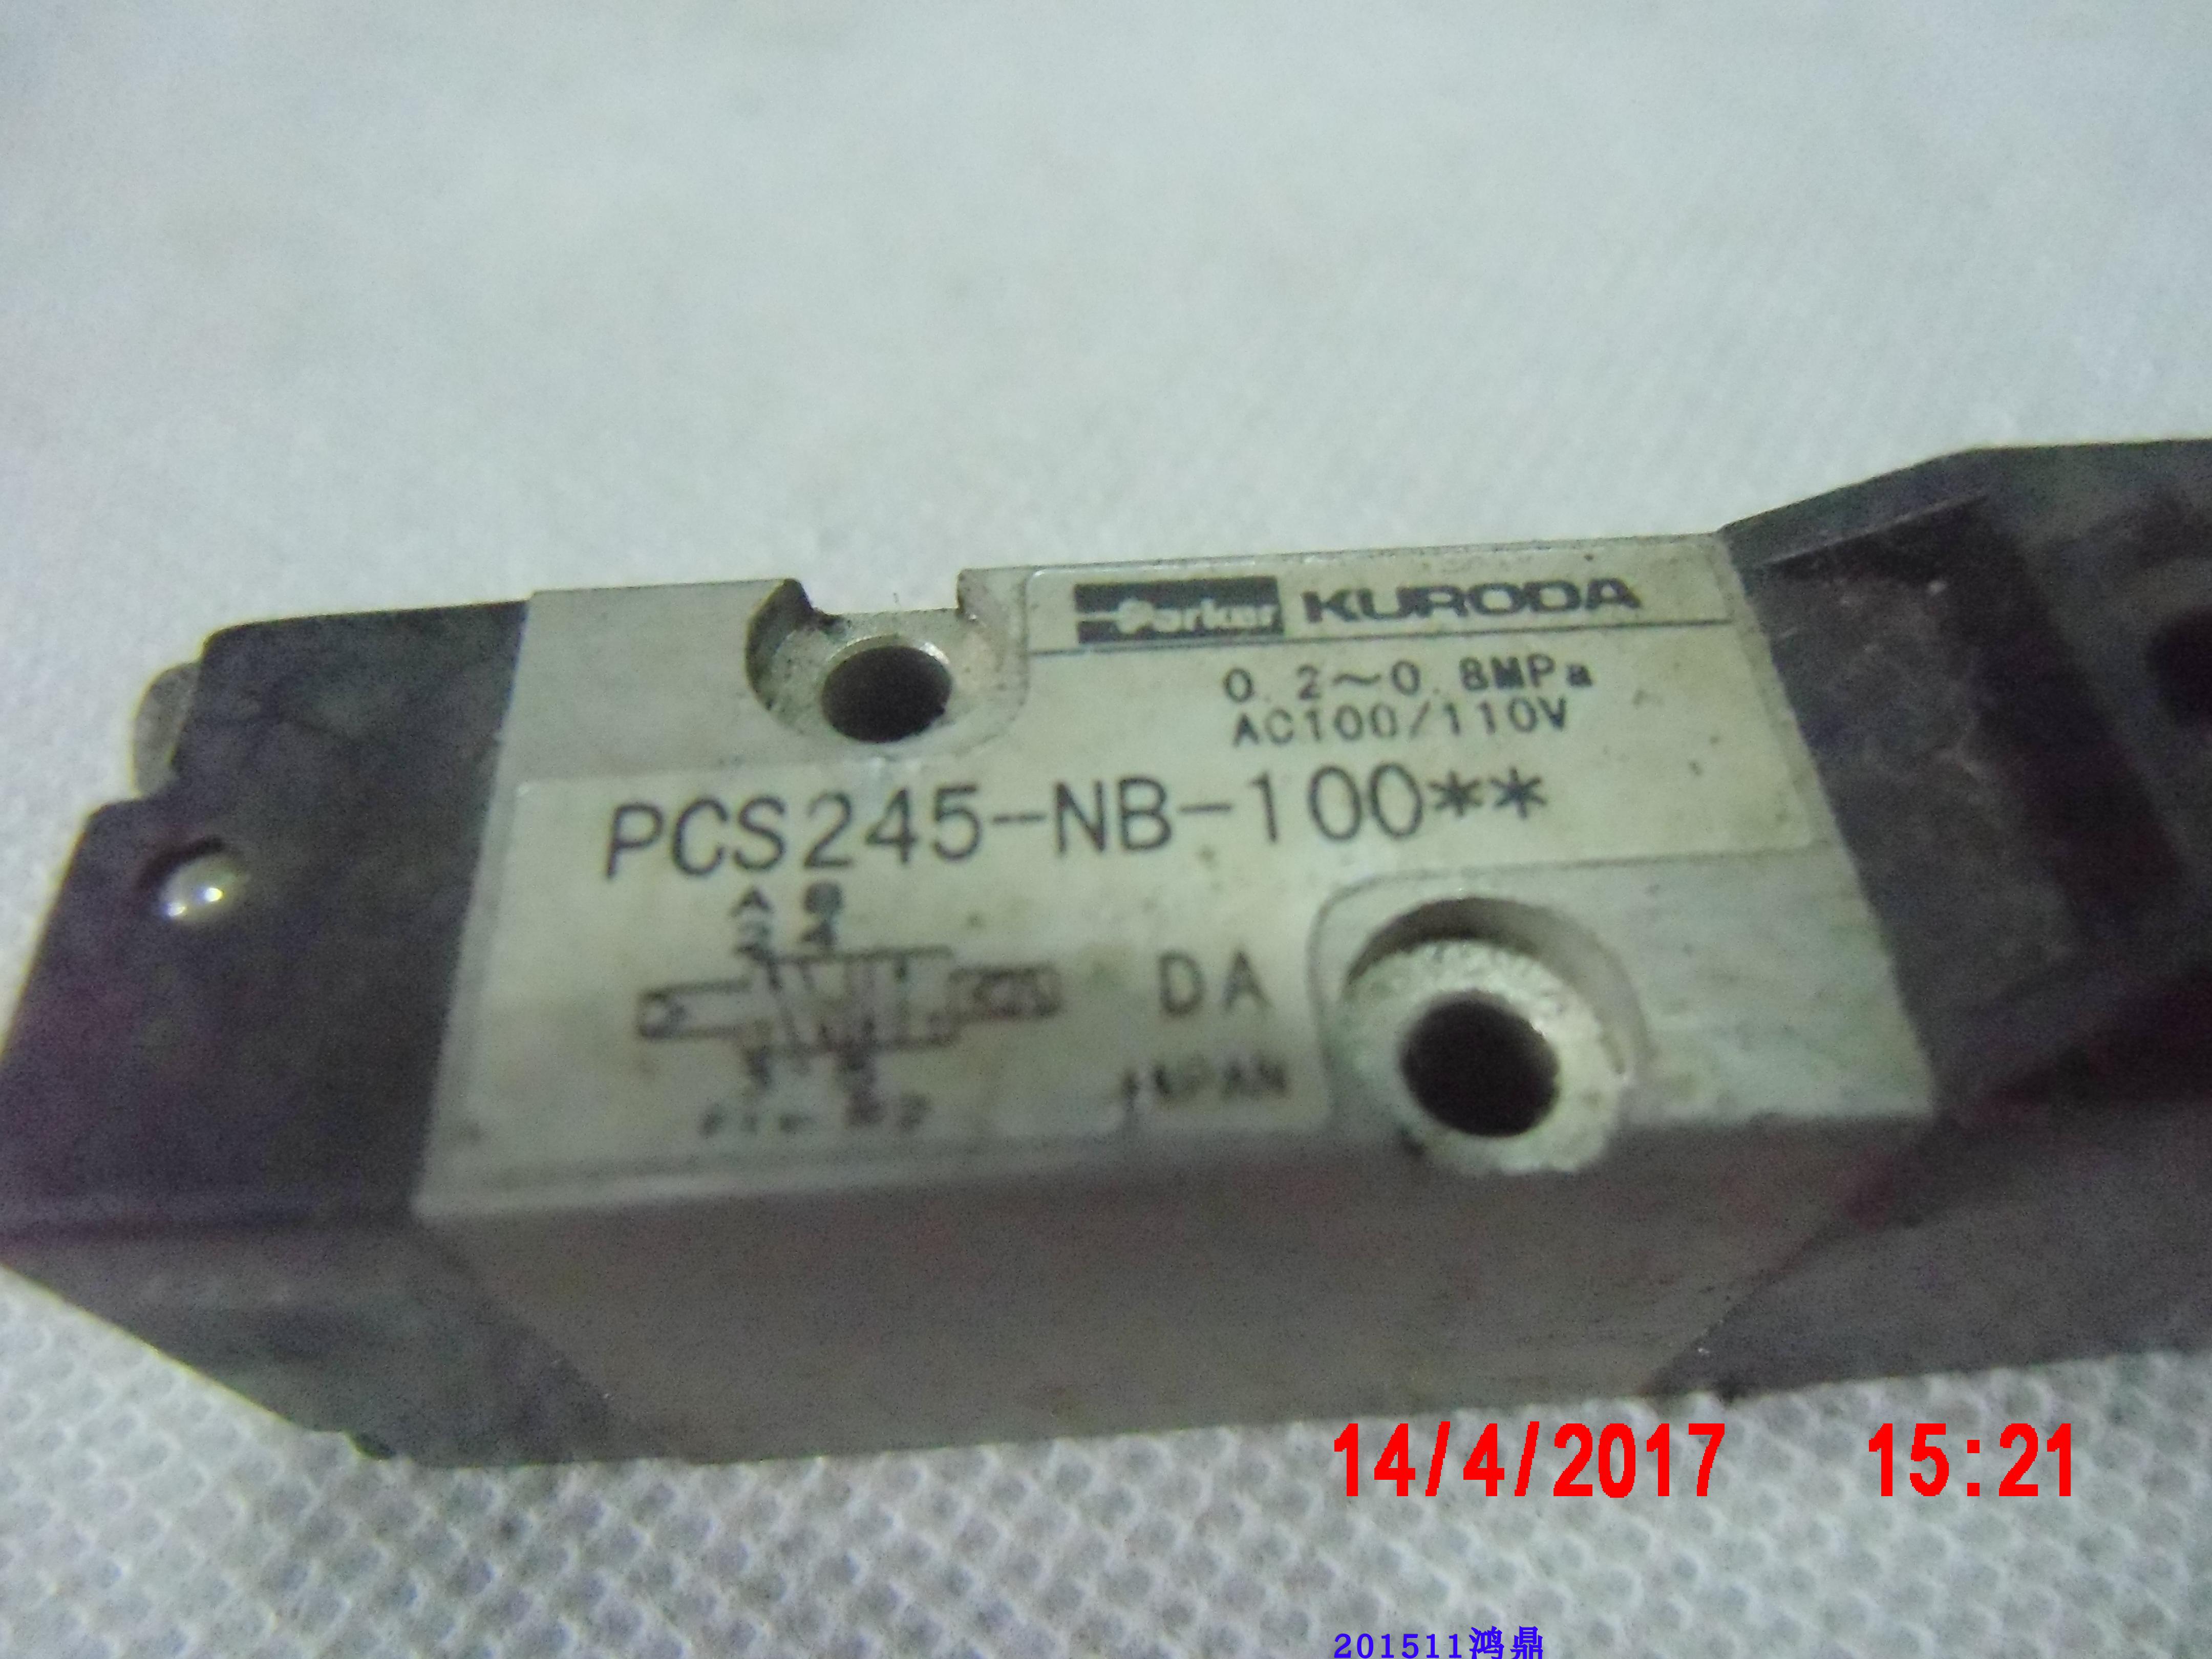 Parker KURODA
0.2~0.8MPa
AC100/110V
PCS245-NB-100**
A B
2 4
DA
JAPAN
14/4/2017 15:21
201511鸿鼎